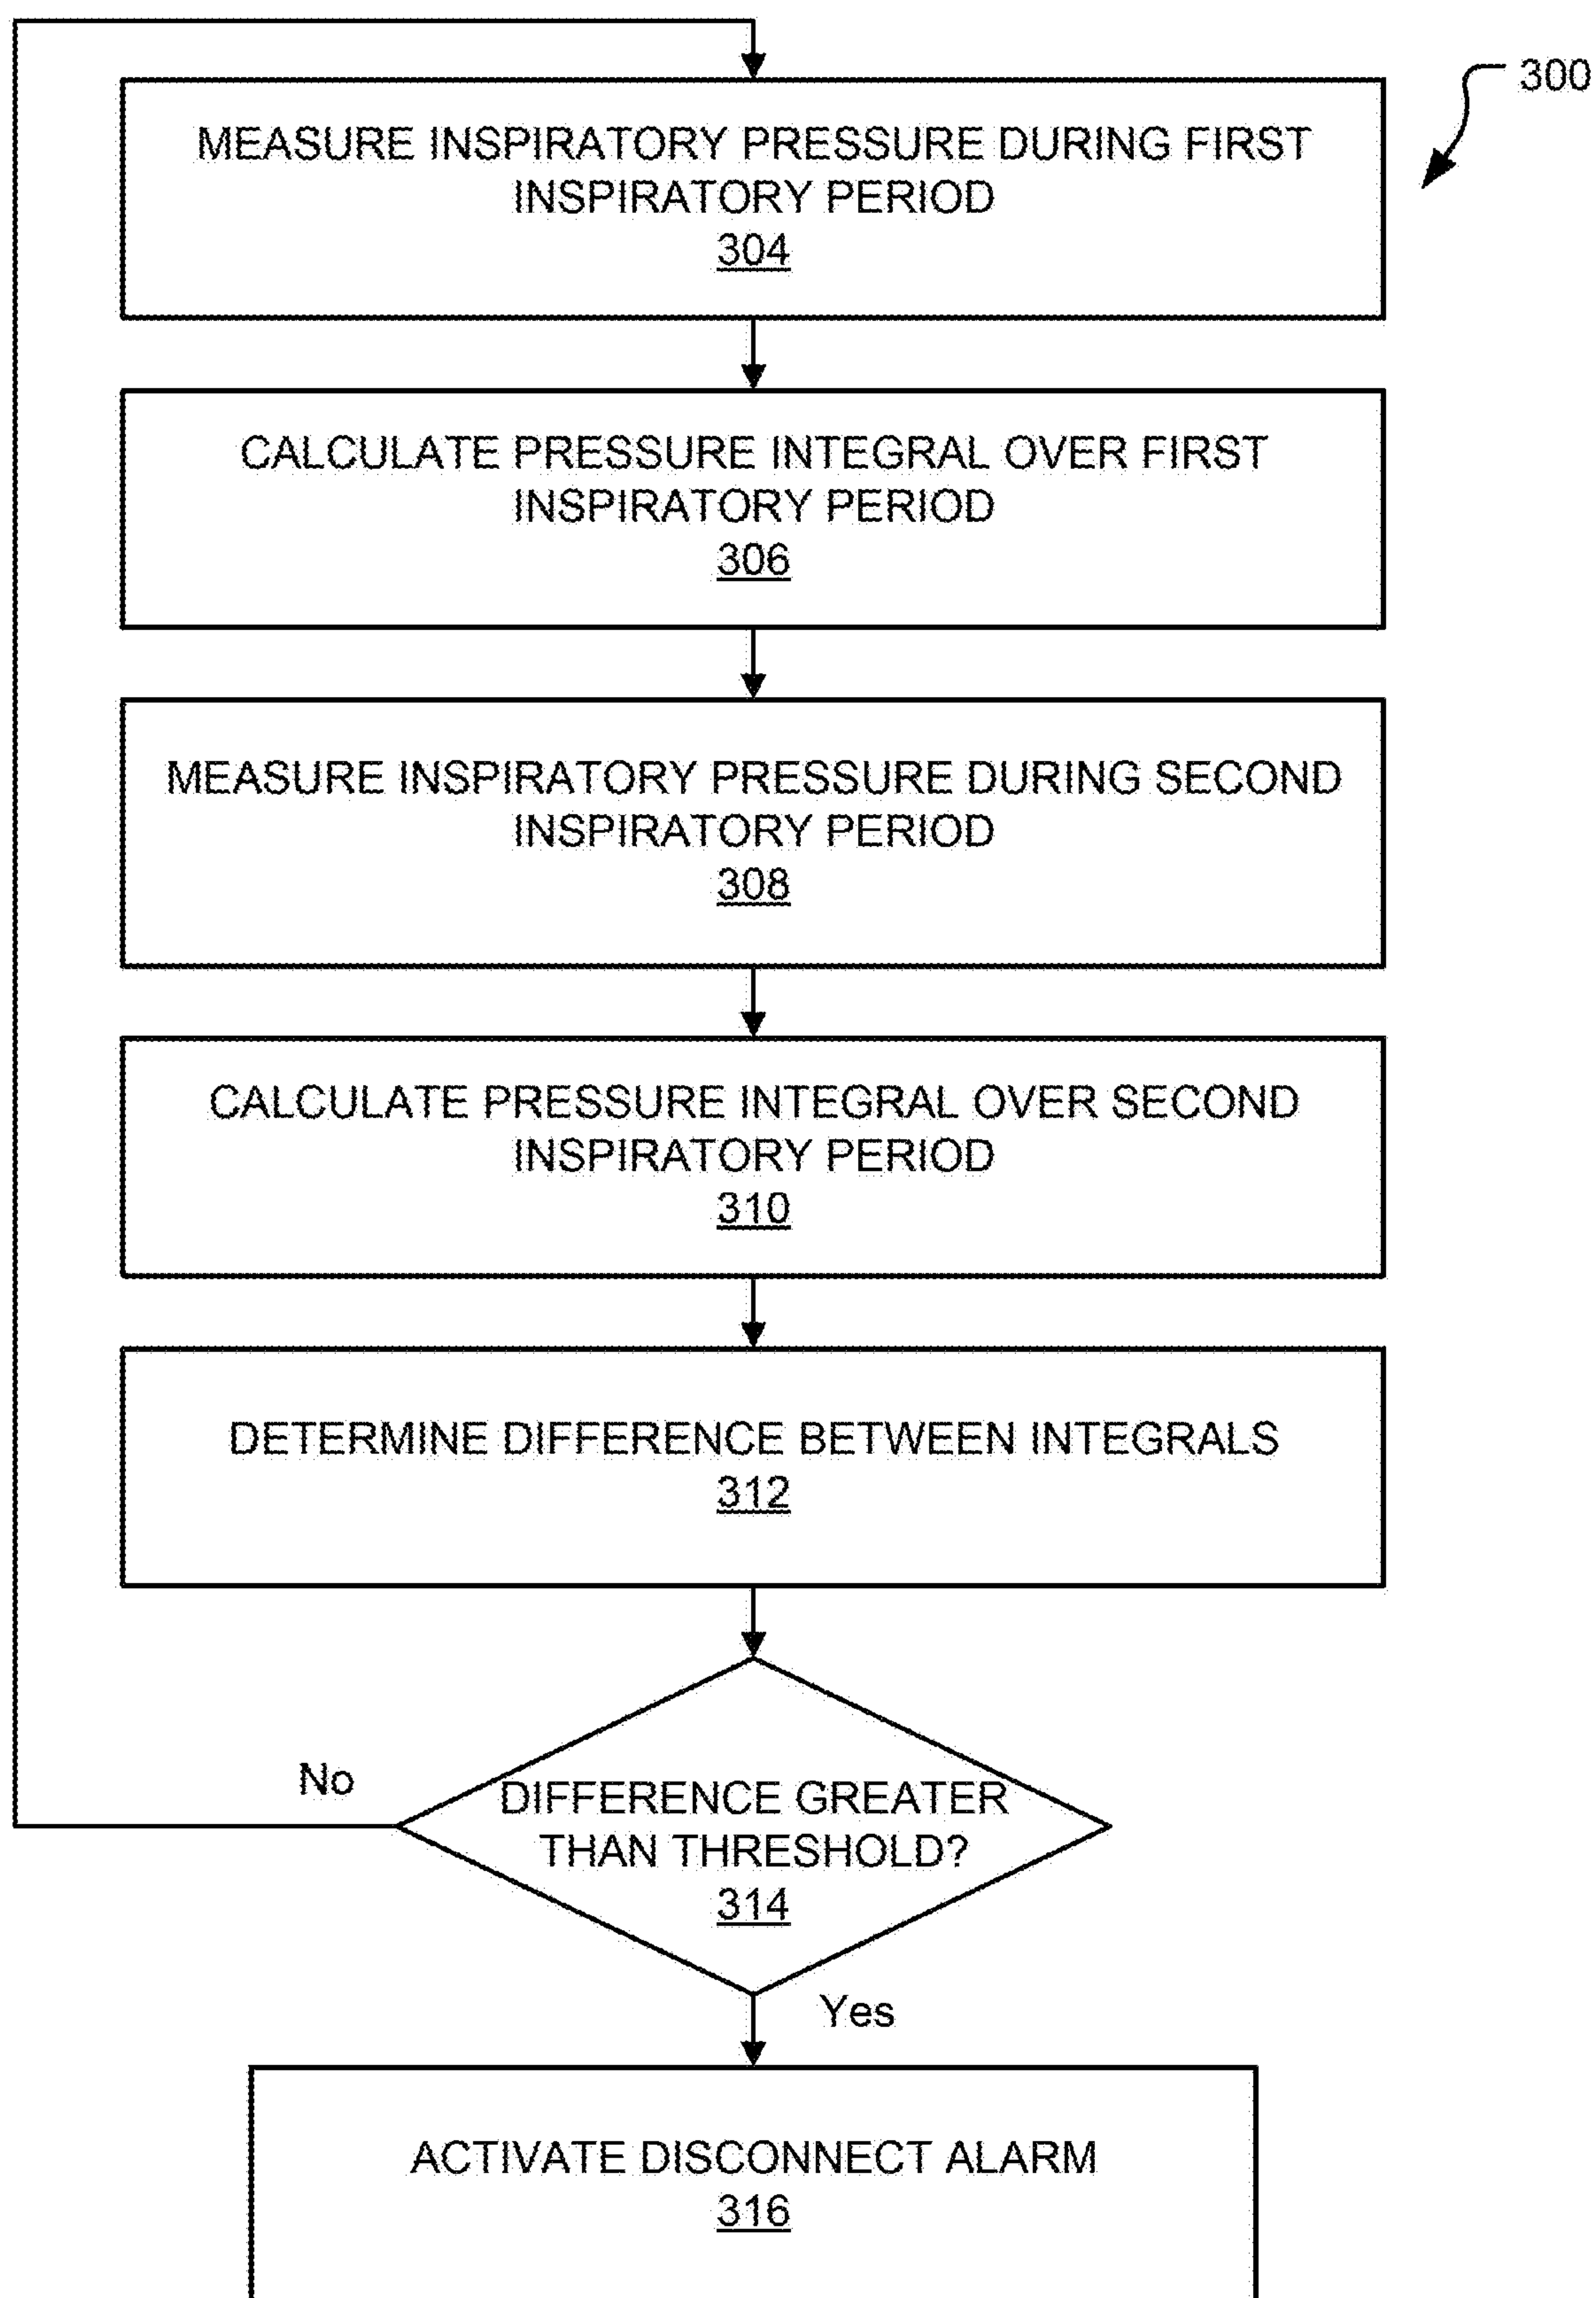 300
MEASURE INSPIRATORY PRESSURE DURING FIRST
INSPIRATORY PERIOD
304
CALCULATE PRESSURE INTEGRAL OVER FIRST
INSPIRATORY PERIOD
306
MEASURE INSPIRATORY PRESSURE DURING SECOND
INSPIRATORY PERIOD
308
CALCULATE PRESSURE INTEGRAL OVER SECOND
INSPIRATORY PERIOD
310
DETERMINE DIFFERENCE BETWEEN INTEGRALS
312
No
DIFFERENCE GREATER
THAN THRESHOLD?
314
Yes
ACTIVATE DISCONNECT ALARM
316